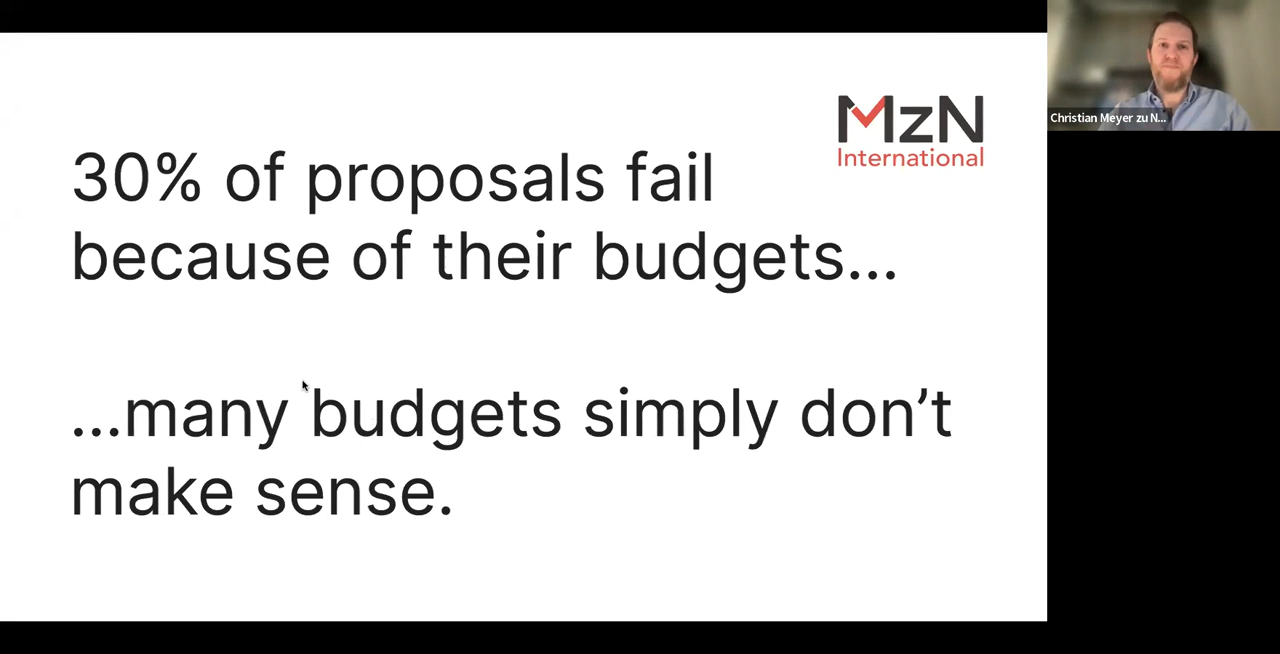 MzN
International
30% of proposals fail
because of their budgets...
...many budgets simply don’t
make sense.
Christian Meyer zu N...